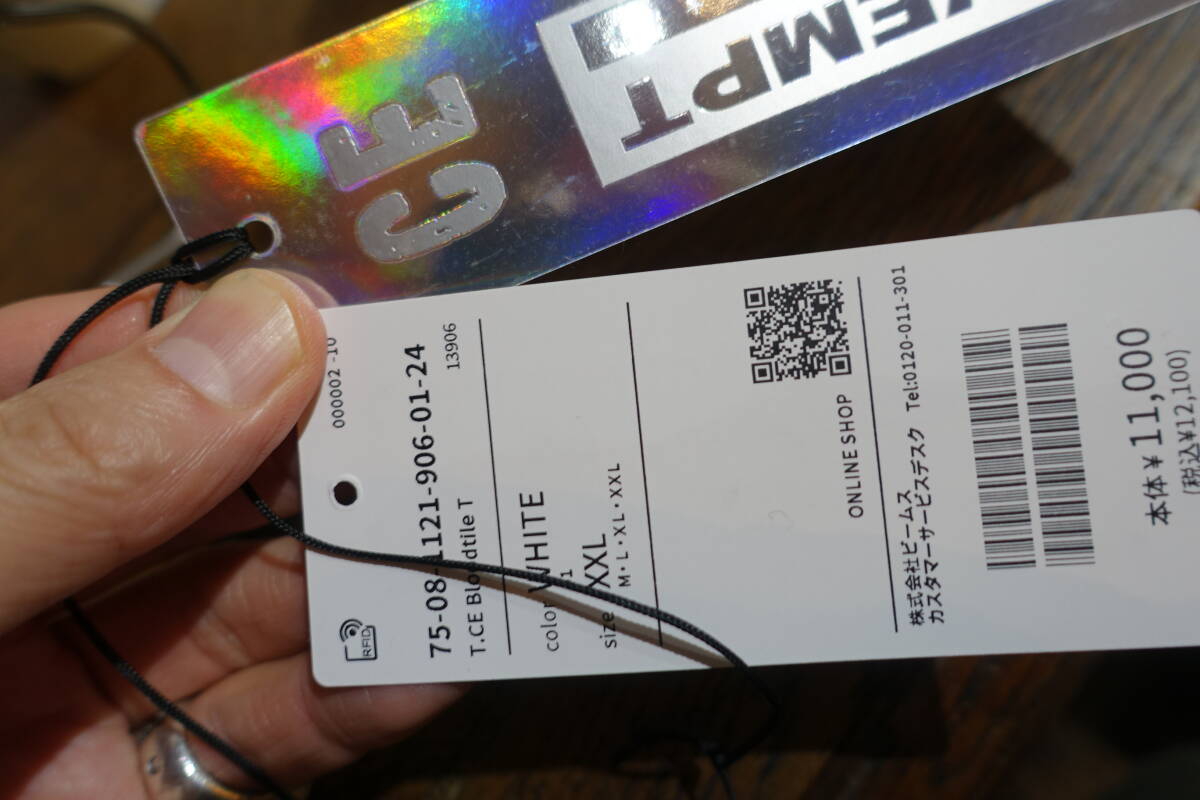 CE
EMPT
000002 -10
75-08-1121-906-01-24
13906
T.CE Bloodtile T
color WHITE
1
size XXL
M・L・XL・XXL
ONLINE SHOP
株式会社ビームス
カスタマーサービスデスク Tel:0120-011-301
本体¥11,000
(税込¥12,100)
RFID